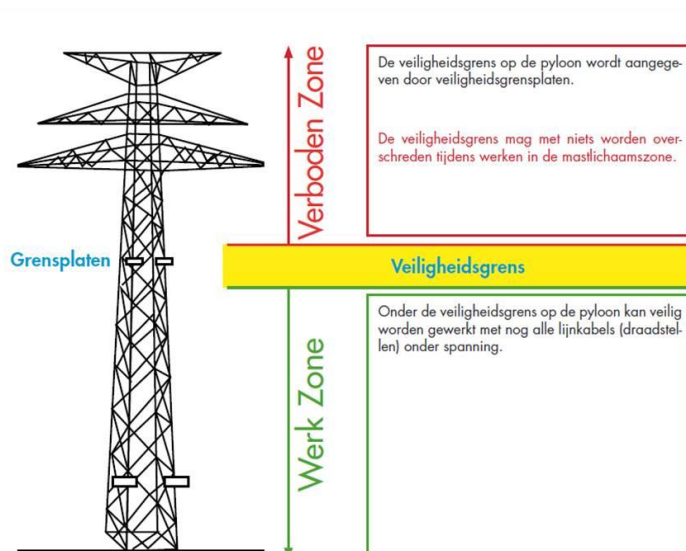 Verboden Zone
De veiligheidsgrens op de pyloon wordt aangege-
ven door veiligheidsgrensplaten.
De veiligheidsgrens mag met niets worden over-
schreden tijdens werken in de mastlichaamszone.
Grensplaten
Veiligheidsgrens
Werk Zone
Onder de veiligheidsgrens op de pyloon kan veilig
worden gewerkt met nog alle lijnkabels (draadstel-
len) onder spanning.